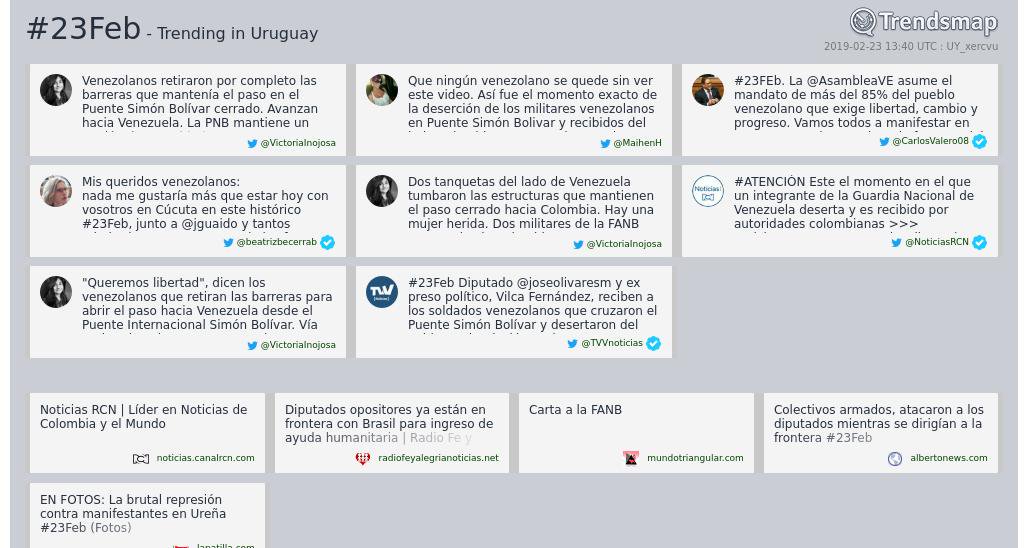 #23Feb - Trending in Uruguay
Trendsmap
2019-02-23 13:40 UTC : UY_xercvu
Venezolanos retiraron por completo las
barreras que mantenía el paso en el
Puente Simón Bolívar cerrado. Avanzan
hacia Venezuela. La PNB mantiene un
@VictoriaInojosa
Que ningún venezolano se quede sin ver
este video. Así fue el momento exacto de
la deserción de los militares venezolanos
en Puente Simón Bolivar y recibidos del
@MaihenH
#23FEb. La @AsambleaVE asume el
mandato de más del 85% del pueblo
venezolano que exige libertad, cambio y
progreso. Vamos todos a manifestar en
@CarlosValero08
Mis queridos venezolanos:
nada me gustaría más que estar hoy con
vosotros en Cúcuta en este histórico
#23Feb, junto a @jguaido y tantos
@beatrizbecerrab
Dos tanquetas del lado de Venezuela
tumbaron las estructuras que mantienen
el paso cerrado hacia Colombia. Hay una
mujer herida. Dos militares de la FANB
@VictoriaInojosa
Noticias
#ATENCIÓN Este el momento en el que
un integrante de la Guardia Nacional de
Venezuela deserta y es recibido por
autoridades colombianas >>>
@NoticiasRCN
"Queremos libertad", dicen los
venezolanos que retiran las barreras para
abrir el paso hacia Venezuela desde el
Puente Internacional Simón Bolívar. Vía
@VictoriaInojosa
TVV
#23Feb Diputado @joseolivaresm y ex
preso político, Vilca Fernández, reciben a
los soldados venezolanos que cruzaron el
Puente Simón Bolívar y desertaron del
@TVVnoticias
Noticias RCN | Líder en Noticias de
Colombia y el Mundo
noticias.canalrcn.com
Diputados opositores ya están en
frontera con Brasil para ingreso de
ayuda humanitaria | Radio Fe y
radiofeyalegrianoticias.net
Carta a la FANB
mundotriangular.com
Colectivos armados, atacaron a los
diputados mientras se dirigían a la
frontera #23Feb
albertonews.com
EN FOTOS: La brutal represión
contra manifestantes en Ureña
#23Feb (Fotos)
lapatilla.com